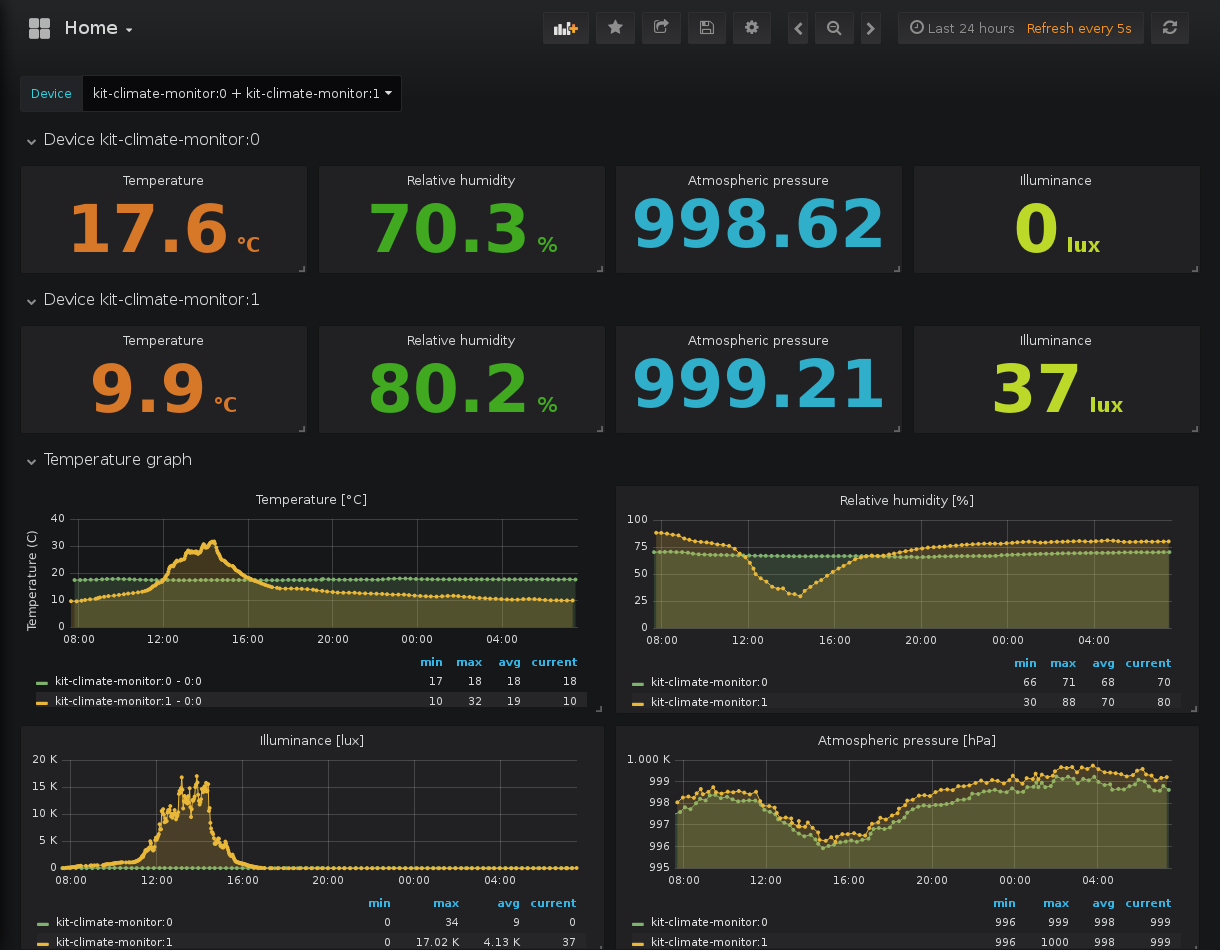 Home
Last 24 hours Refresh every 5s
Device kit-climate-monitor:0 + kit-climate-monitor:1
Device kit-climate-monitor:0
Temperature Relative humidity Atmospheric pressure Illuminance
17.6 °C 70.3 % 998.62 0 lux
Device kit-climate-monitor:1
Temperature Relative humidity Atmospheric pressure Illuminance
9.9 °C 80.2 % 999.21 37 lux
Temperature graph
Temperature [°C]
Temperature (C)
40
30
20
10
0
08:00 12:00 16:00 20:00 00:00 04:00
min max avg current
kit-climate-monitor:0 - 0:0 17 18 18 18
kit-climate-monitor:1 - 0:0 10 32 19 10
Relative humidity [%]
100
75
50
25
0
08:00 12:00 16:00 20:00 00:00 04:00
min max avg current
kit-climate-monitor:0 66 71 68 70
kit-climate-monitor:1 30 88 70 80
Illuminance [lux]
20 K
15 K
10 K
5 K
0
08:00 12:00 16:00 20:00 00:00 04:00
min max avg current
kit-climate-monitor:0 0 34 9 0
kit-climate-monitor:1 0 17.02 K 4.13 K 37
Atmospheric pressure [hPa]
1.000 K
999
998
997
996
995
08:00 12:00 16:00 20:00 00:00 04:00
min max avg current
kit-climate-monitor:0 996 999 998 999
kit-climate-monitor:1 996 1000 998 999